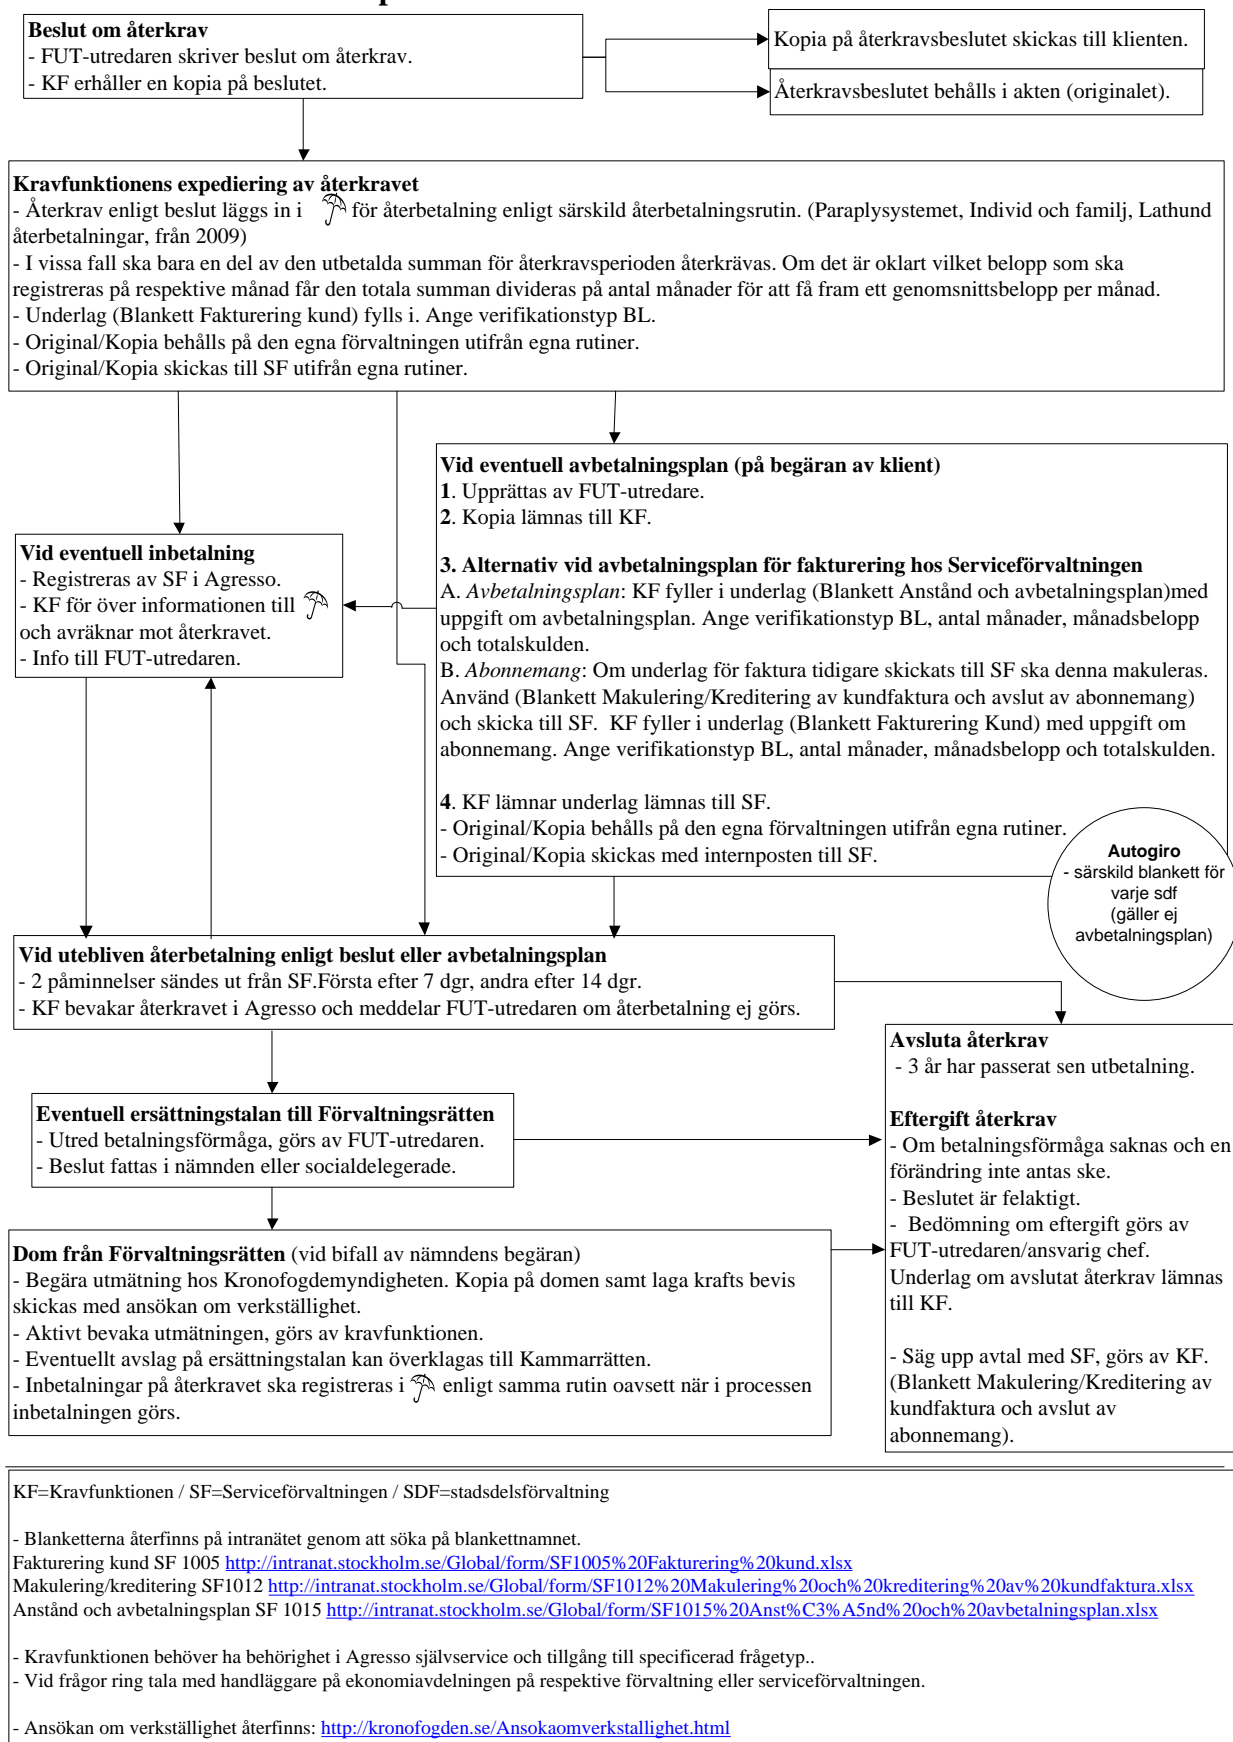 Beslut om återkrav
- FUT-utredaren skriver beslut om återkrav.
- KF erhåller en kopia på beslutet.
Kopia på återkravsbeslutet skickas till klienten.
Återkravsbeslutet behålls i akten (originalet).
Kravfunktionens expediering av återkravet
- Återkrav enligt beslut läggs in i för återbetalning enligt särskild återbetalningsrutin. (Paraplysystemet, Individ och familj, Lathund
återbetalningar, från 2009)
- I vissa fall ska bara en del av den utbetalda summan för återkravsperioden återkrävas. Om det är oklart vilket belopp som ska
registreras på respektive månad får den totala summan divideras på antal månader för att få fram ett genomsnittsbelopp per månad.
- Underlag (Blankett Fakturering kund) fylls i. Ange verifikationstyp BL.
- Original/Kopia behålls på den egna förvaltningen utifrån egna rutiner.
- Original/Kopia skickas till SF utifrån egna rutiner.
Vid eventuell avbetalningsplan (på begäran av klient)
1. Upprättas av FUT-utredare.
2. Kopia lämnas till KF.
3. Alternativ vid avbetalningsplan för fakturering hos Serviceförvaltningen
A. Avbetalningsplan: KF fyller i underlag (Blankett Anstånd och avbetalningsplan)med
uppgift om avbetalningsplan. Ange verifikationstyp BL, antal månader, månadsbelopp
och totalskulden.
B. Abonnemang: Om underlag för faktura tidigare skickats till SF ska denna makuleras.
Använd (Blankett Makulering/Kreditering av kundfaktura och avslut av abonnemang)
och skicka till SF.  KF fyller i underlag (Blankett Fakturering Kund) med uppgift om
abonnemang. Ange verifikationstyp BL, antal månader, månadsbelopp och totalskulden.
4. KF lämnar underlag lämnas till SF.
- Original/Kopia behålls på den egna förvaltningen utifrån egna rutiner.
- Original/Kopia skickas med internposten till SF.
Vid eventuell inbetalning
- Registreras av SF i Agresso.
- KF för över informationen till
och avräknar mot återkravet.
- Info till FUT-utredaren.
Autogiro
- särskild blankett för
varje sdf
(gäller ej
avbetalningsplan)
Vid utebliven återbetalning enligt beslut eller avbetalningsplan
- 2 påminnelser sändes ut från SF.Första efter 7 dgr, andra efter 14 dgr.
- KF bevakar återkravet i Agresso och meddelar FUT-utredaren om återbetalning ej görs.
Eventuell ersättningstalan till Förvaltningsrätten
- Utred betalningsförmåga, görs av FUT-utredaren.
- Beslut fattas i nämnden eller socialdelegerade.
Dom från Förvaltningsrätten (vid bifall av nämndens begäran)
- Begära utmätning hos Kronofogdemyndigheten. Kopia på domen samt laga krafts bevis
skickas med ansökan om verkställighet.
- Aktivt bevaka utmätningen, görs av kravfunktionen.
- Eventuellt avslag på ersättningstalan kan överklagas till Kammarrätten.
- Inbetalningar på återkravet ska registreras i enligt samma rutin oavsett när i processen
inbetalningen görs.
Avsluta återkrav
- 3 år har passerat sen utbetalning.
Eftergift återkrav
- Om betalningsförmåga saknas och en
förändring inte antas ske.
- Beslutet är felaktigt.
-  Bedömning om eftergift görs av
FUT-utredaren/ansvarig chef.
Underlag om avslutat återkrav lämnas
till KF.
- Säg upp avtal med SF, görs av KF.
(Blankett Makulering/Kreditering av
kundfaktura och avslut av
abonnemang).
KF=Kravfunktionen / SF=Serviceförvaltningen / SDF=stadsdelsförvaltning
- Blanketterna återfinns på intranätet genom att söka på blankettnamnet.
Fakturering kund SF 1005 http://intranat.stockholm.se/Global/form/SF1005%20Fakturering%20kund.xlsx
Makulering/kreditering SF1012 http://intranat.stockholm.se/Global/form/SF1012%20Makulering%20och%20kreditering%20av%20kundfaktura.xlsx
Anstånd och avbetalningsplan SF 1015 http://intranat.stockholm.se/Global/form/SF1015%20Anst%C3%A5nd%20och%20avbetalningsplan.xlsx
- Kravfunktionen behöver ha behörighet i Agresso självservice och tillgång till specificerad frågetyp..
- Vid frågor ring tala med handläggare på ekonomiavdelningen på respektive förvaltning eller serviceförvaltningen.
- Ansökan om verkställighet återfinns: http://kronofogden.se/Ansokaomverkstallighet.html